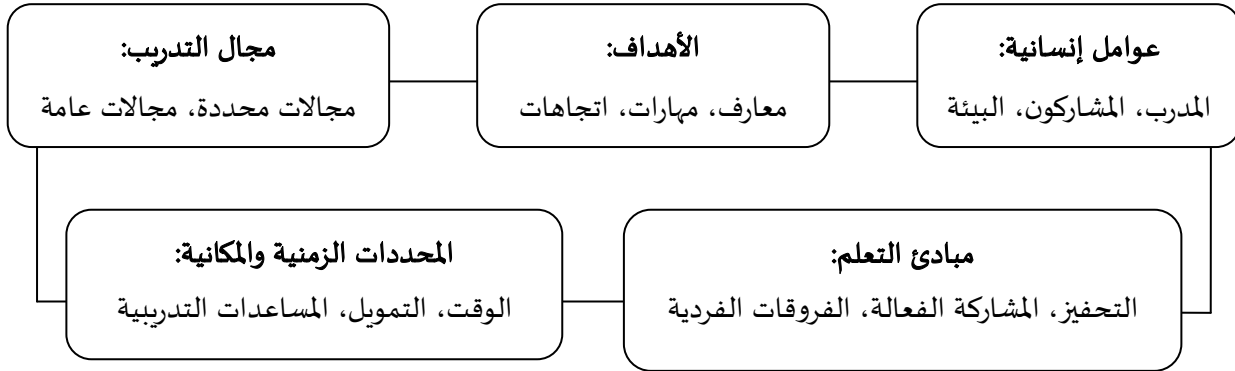 عوامل إنسانية:
المدرب، المشاركون، البيئة
الأهداف:
معارف، مهارات، اتجاهات
مجال التدريب:
مجالات محددة، مجالات عامة
مبادئ التعلم:
التحفيز، المشاركة الفعالة، الفروقات الفردية
المحددات الزمنية والمكانية:
الوقت، التمويل، المساعدات التدريبية